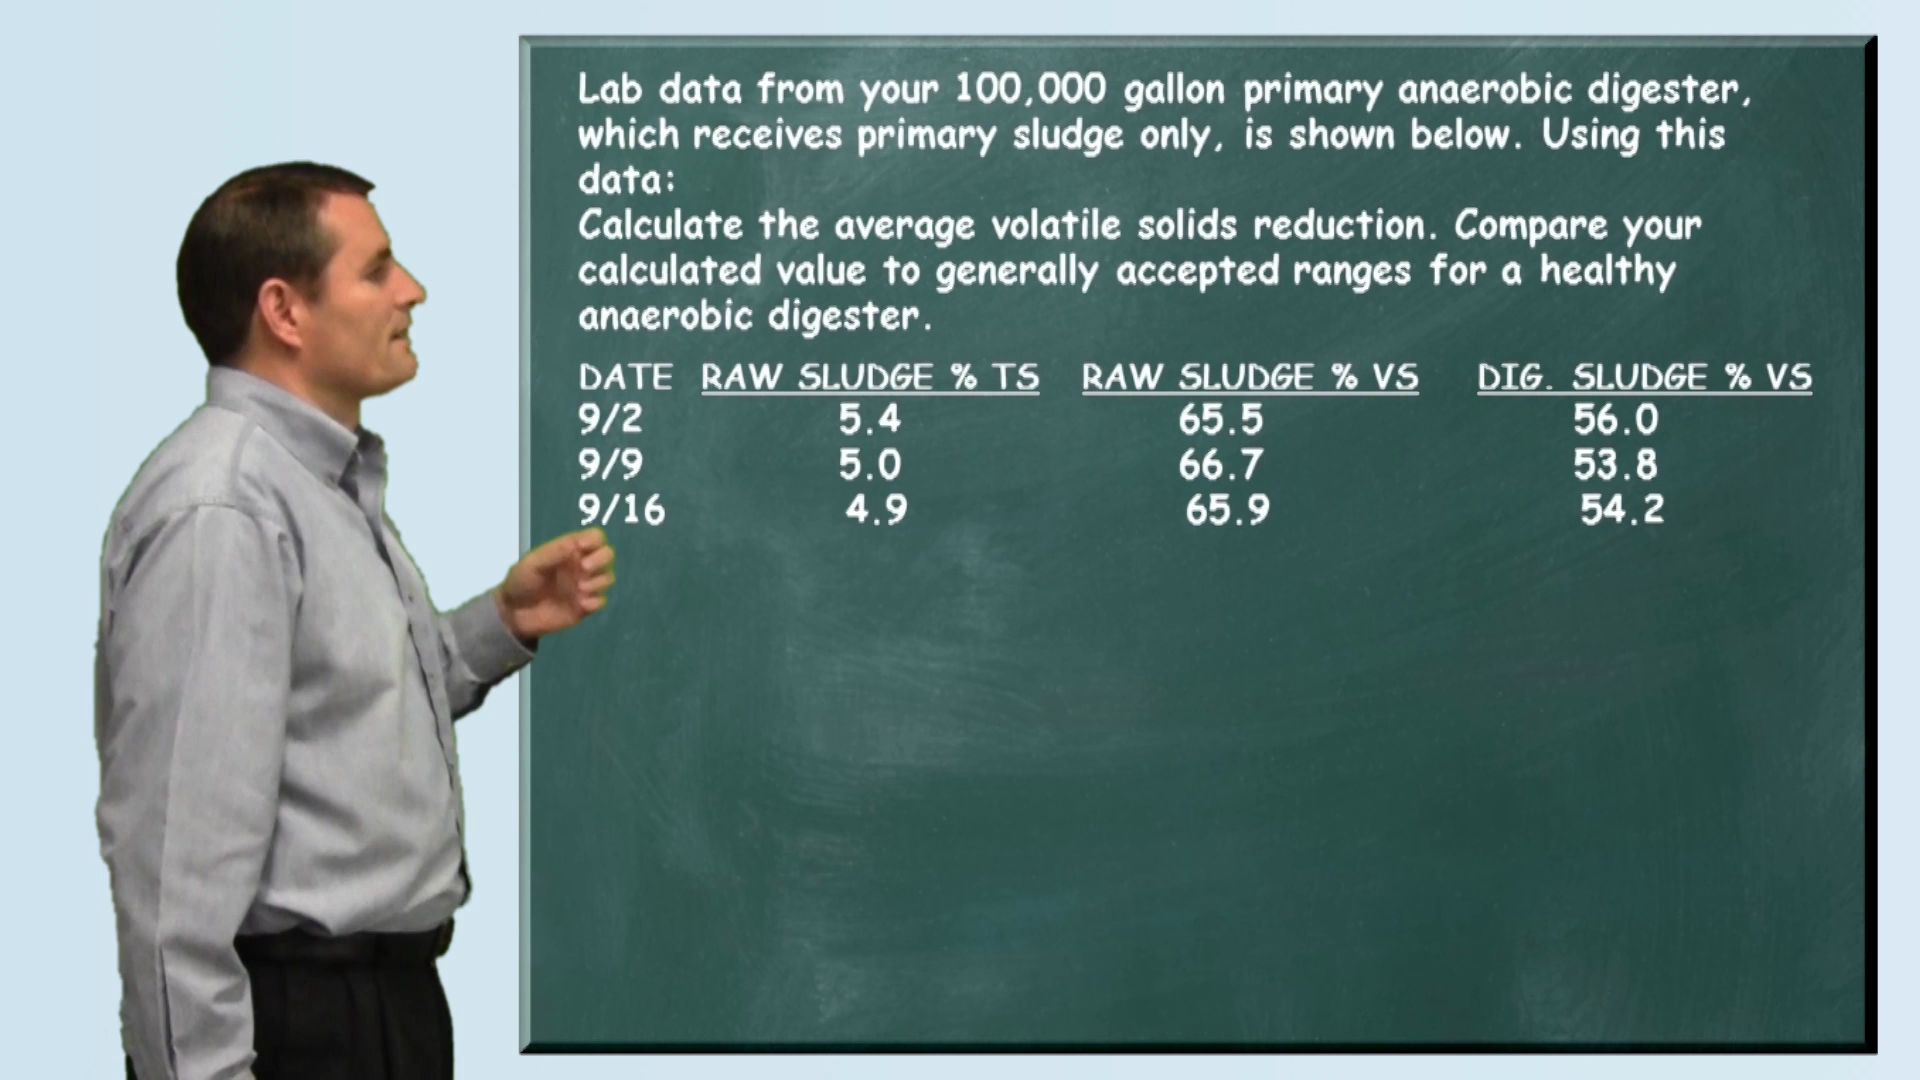 Lab data from your 100,000 gallon primary anaerobic digester,
which receives primary sludge only, is shown below. Using this
data:
Calculate the average volatile solids reduction. Compare your
calculated value to generally accepted ranges for a healthy
anaerobic digester.
DATE RAW SLUDGE % TS RAW SLUDGE % VS DIG. SLUDGE % VS
9/2 5.4 65.5 56.0
9/9 5.0 66.7 53.8
9/16 4.9 65.9 54.2